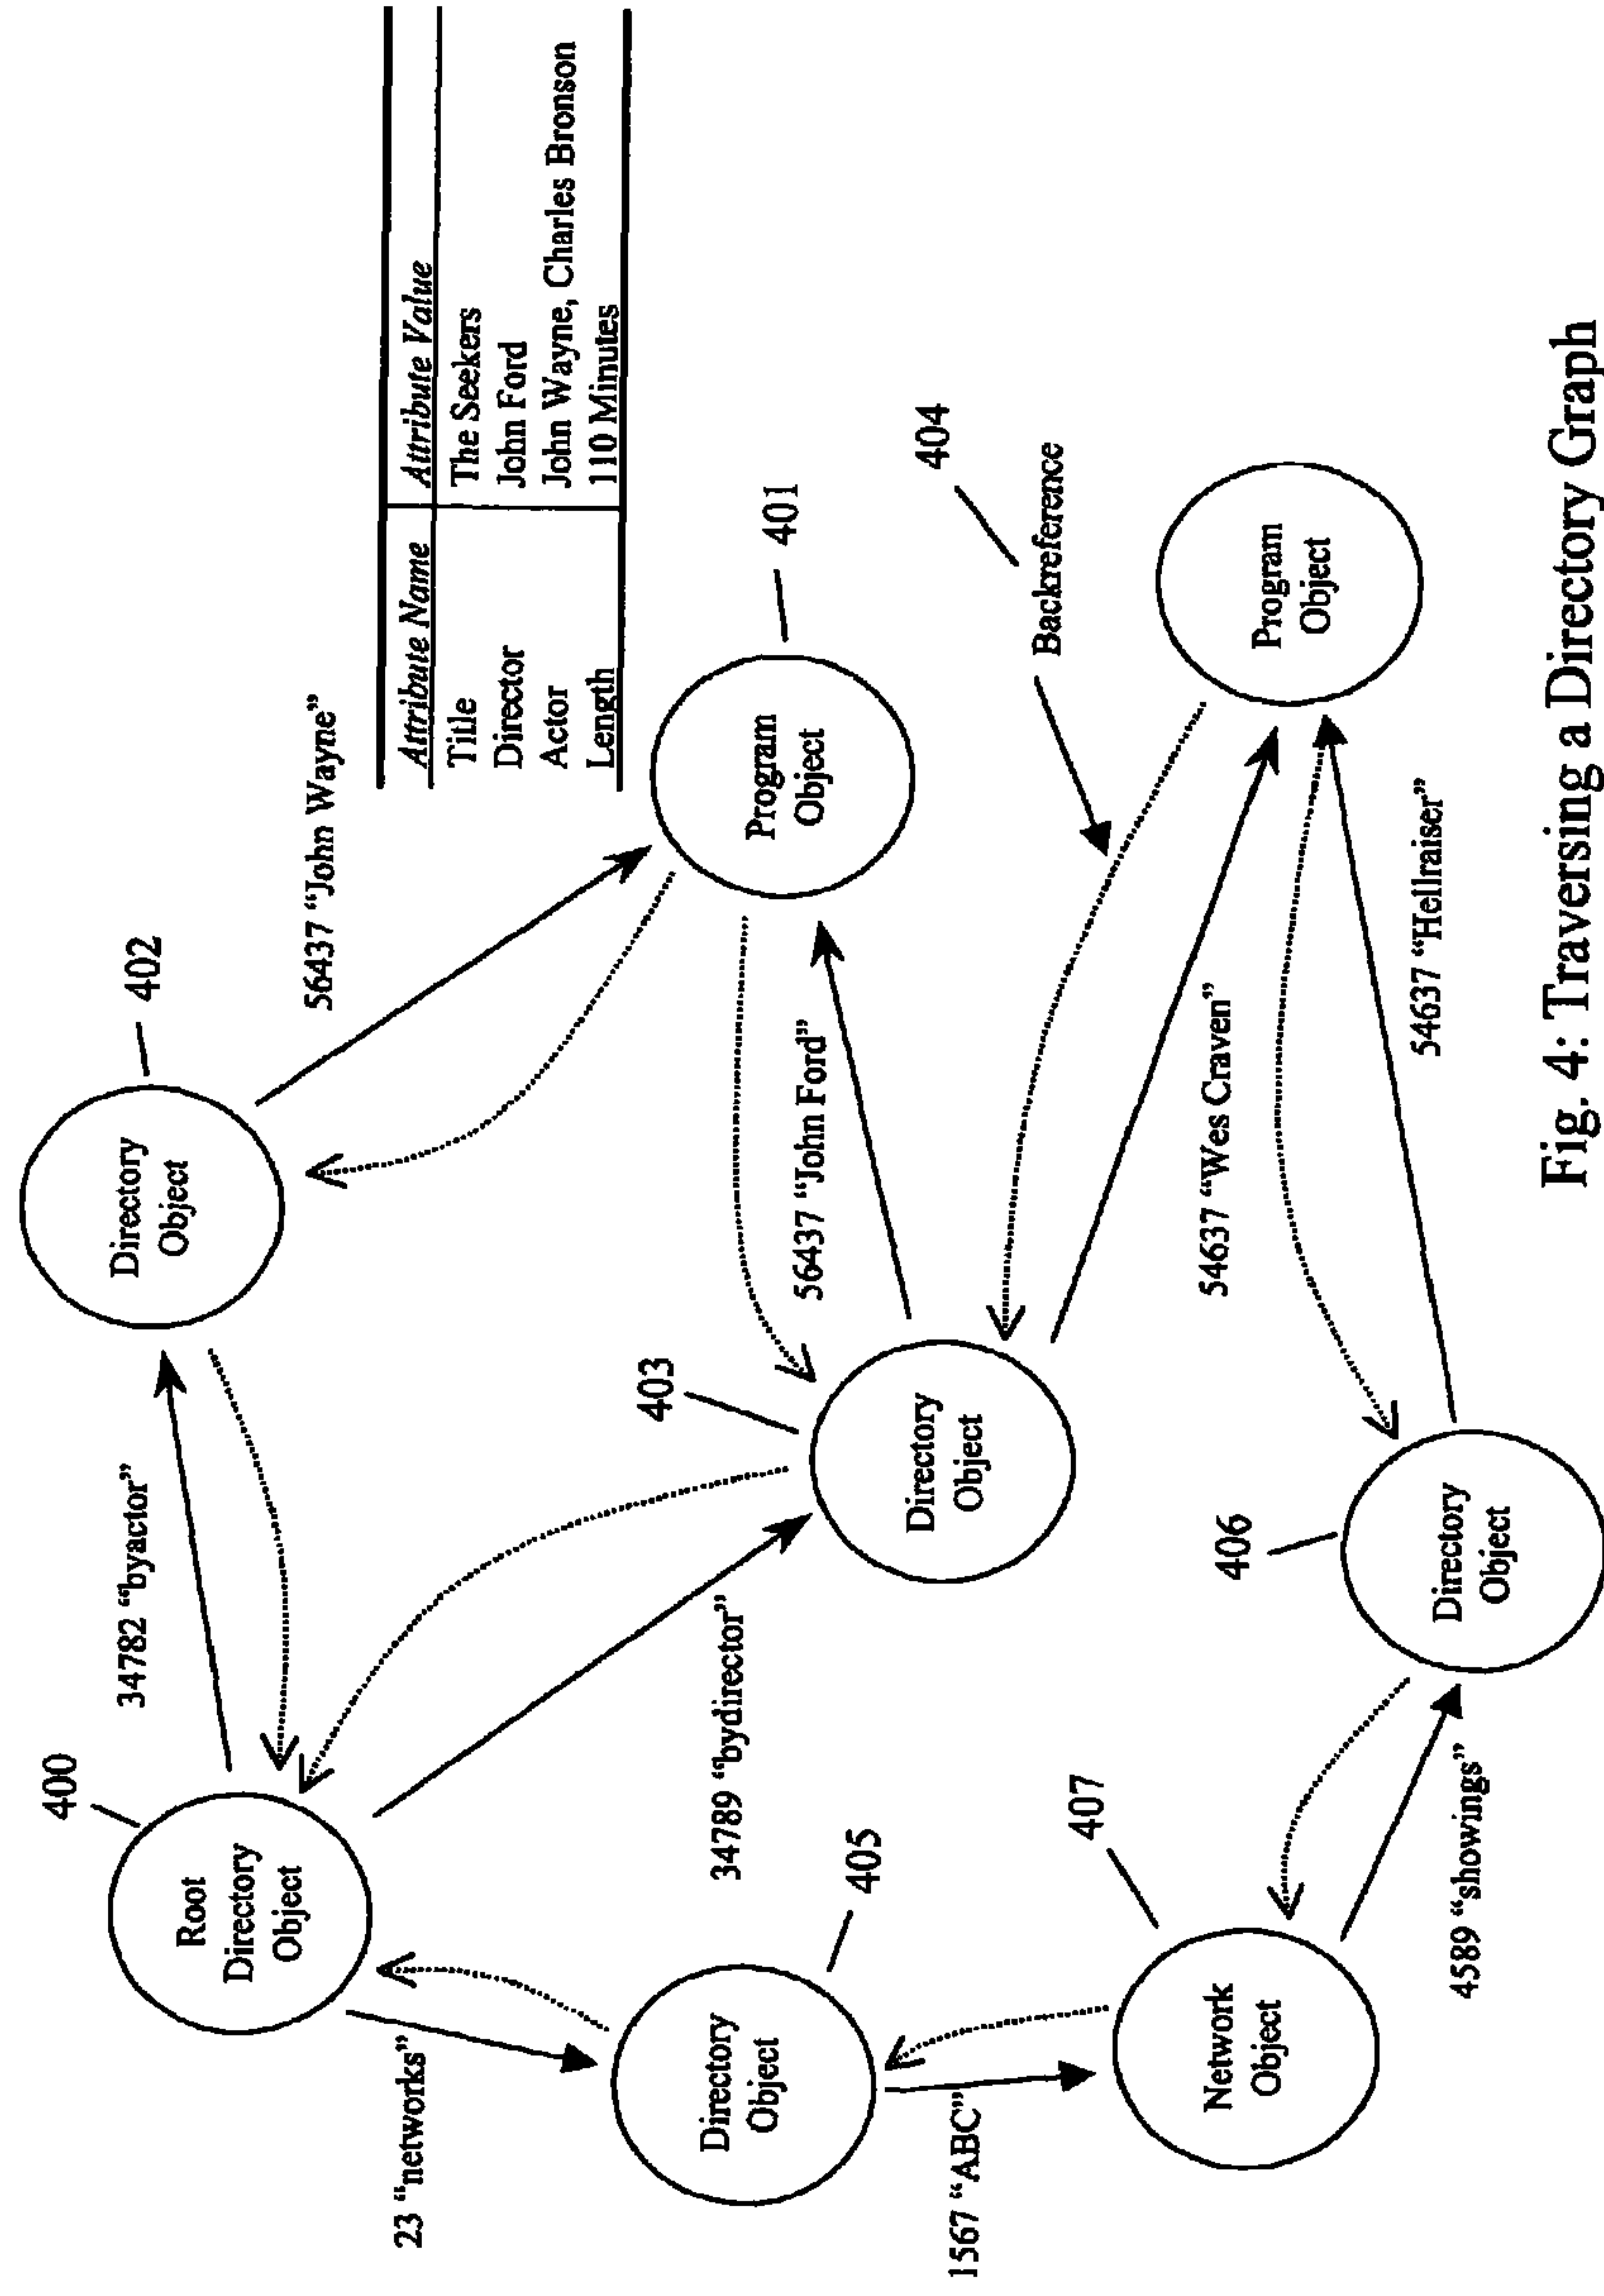 400
Root
Directory
Object
34782 “byactor”
402
Directory
Object
56437 “John Wayne”
Attribute Name Attribute Value
Title The Seekers
Director John Ford
Actor John Wayne, Charles Bronson
Length 110 Minutes
23 “networks”
34789 “bydirector”
403
Directory
Object
56437 “John Ford”
Program
Object
401
405
Directory
Object
404
Backreference
1567 “ABC”
407
Network
Object
406
54637 “Wes Craven”
Program
Object
4589 “showings”
Directory
Object
54637 “Hellraiser”
Fig. 4: Traversing a Directory Graph